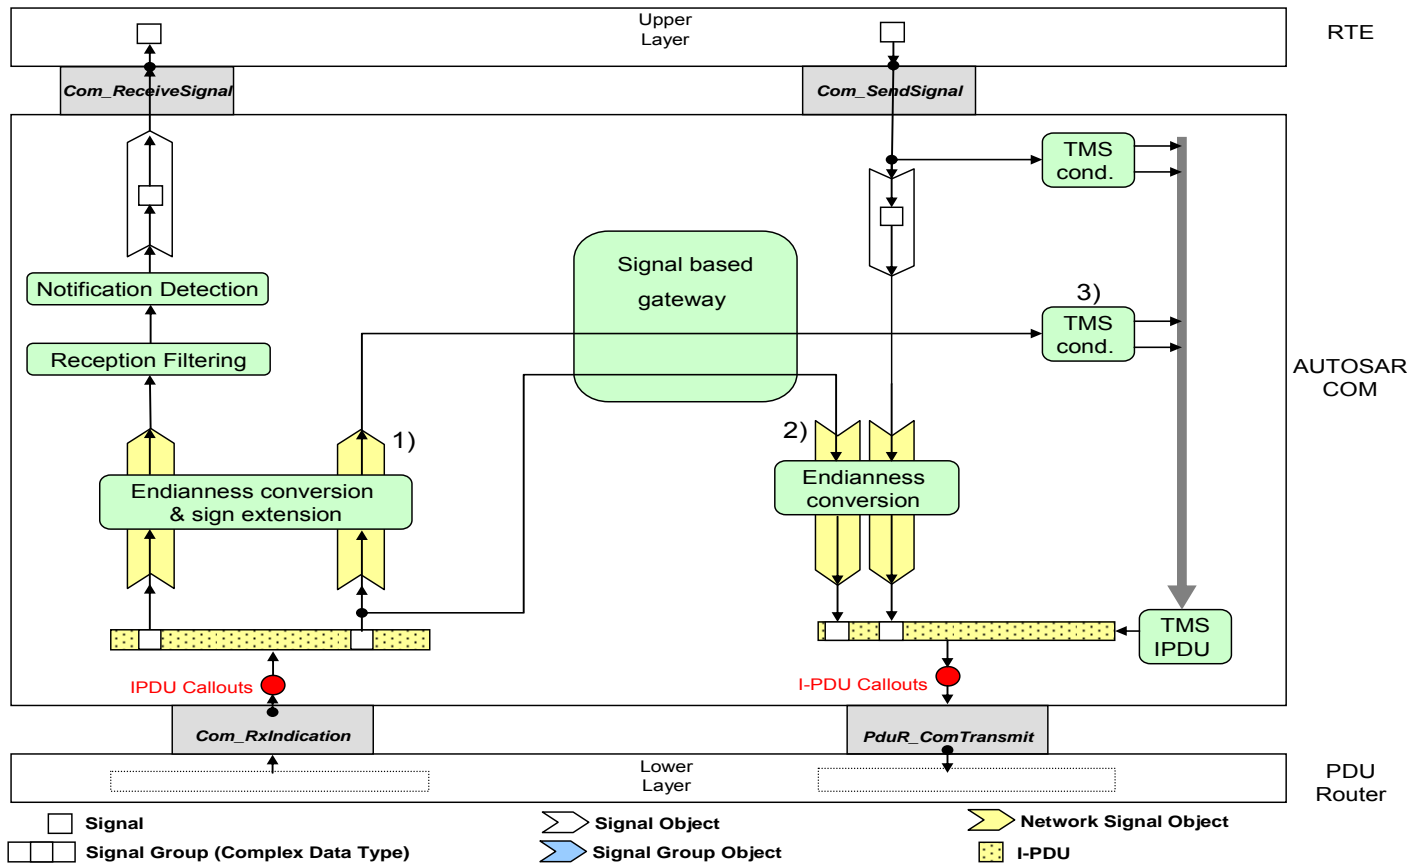 Upper
Layer
RTE
Com_ReceiveSignal
Com_SendSignal
TMS
cond.
Signal based
gateway
Notification Detection
3)
TMS
cond.
Reception Filtering
AUTOSAR
COM
1)
2)
Endianness conversion
& sign extension
Endianness
conversion
TMS
IPDU
IPDU Callouts
I-PDU Callouts
Com_RxIndication
PduR_ComTransmit
Lower
Layer
PDU
Router
Signal
Signal Object
Network Signal Object
Signal Group (Complex Data Type)
Signal Group Object
I-PDU